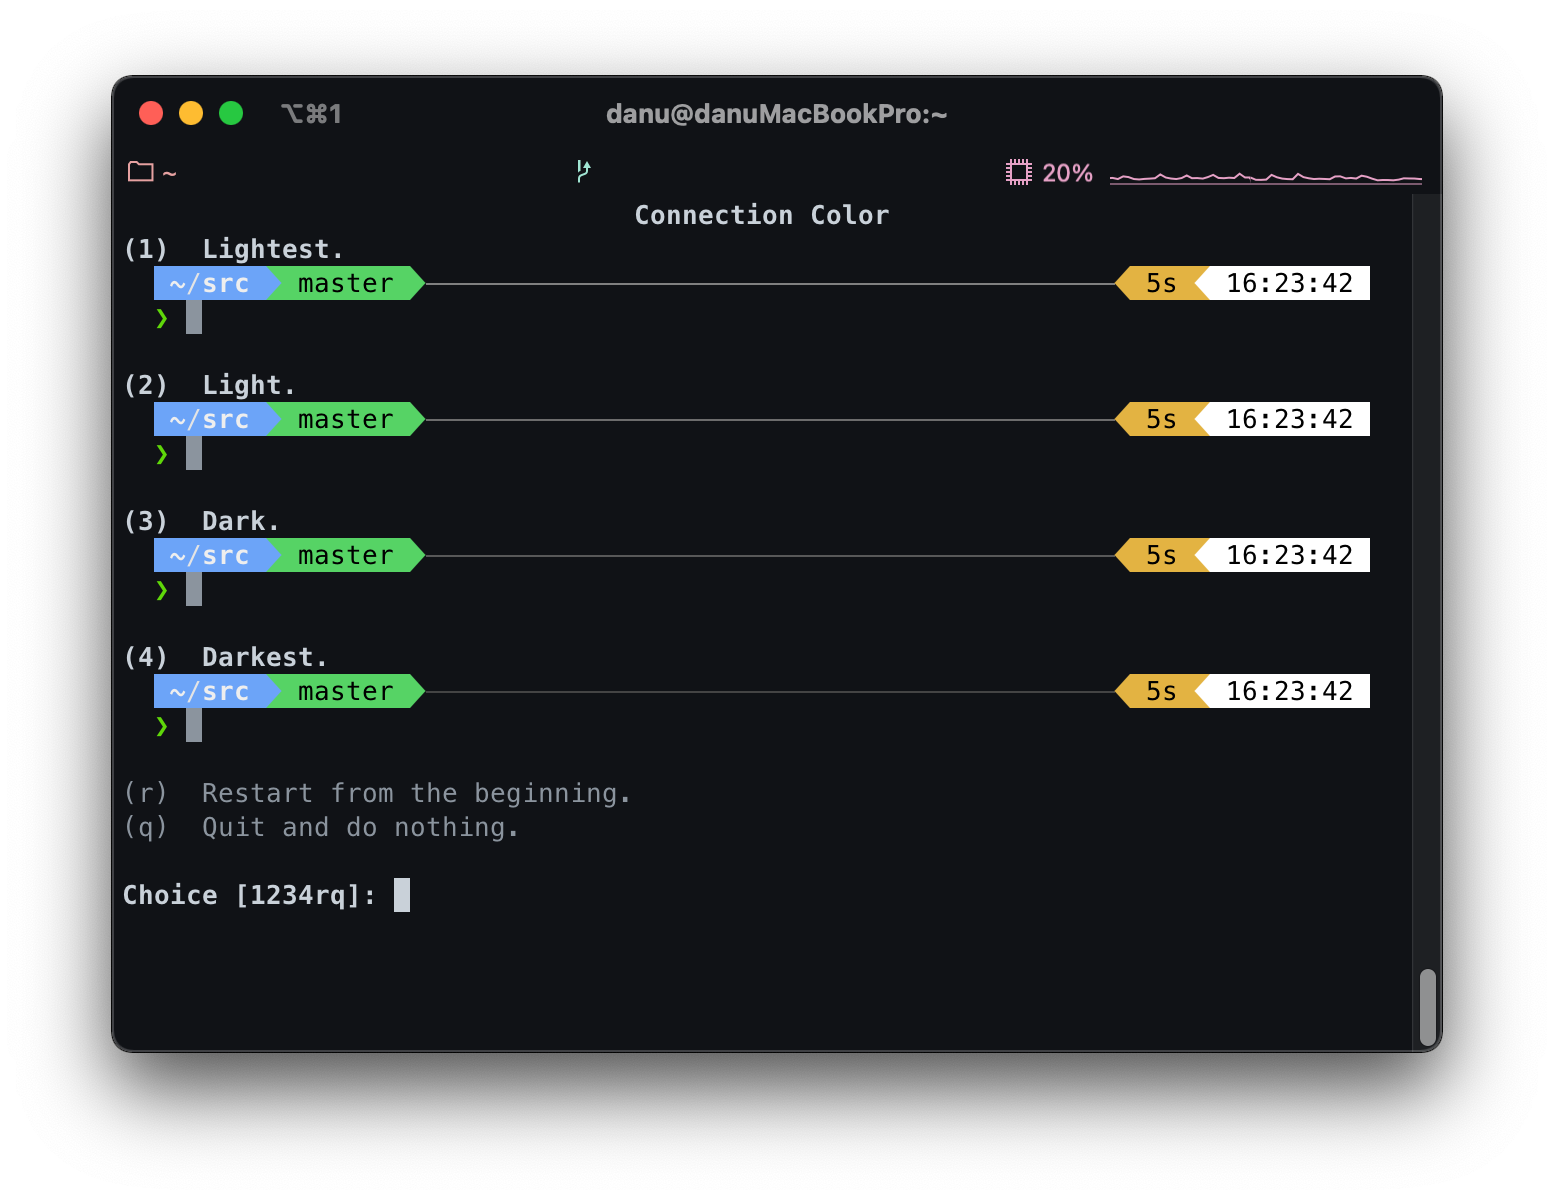 ⌥⌘1 danu@danuMacBookPro:~
~ 20%
Connection Color
(1) Lightest.
~/src master 5s 16:23:42
❯
(2) Light.
~/src master 5s 16:23:42
❯
(3) Dark.
~/src master 5s 16:23:42
❯
(4) Darkest.
~/src master 5s 16:23:42
❯
(r) Restart from the beginning.
(q) Quit and do nothing.
Choice [1234rq]: